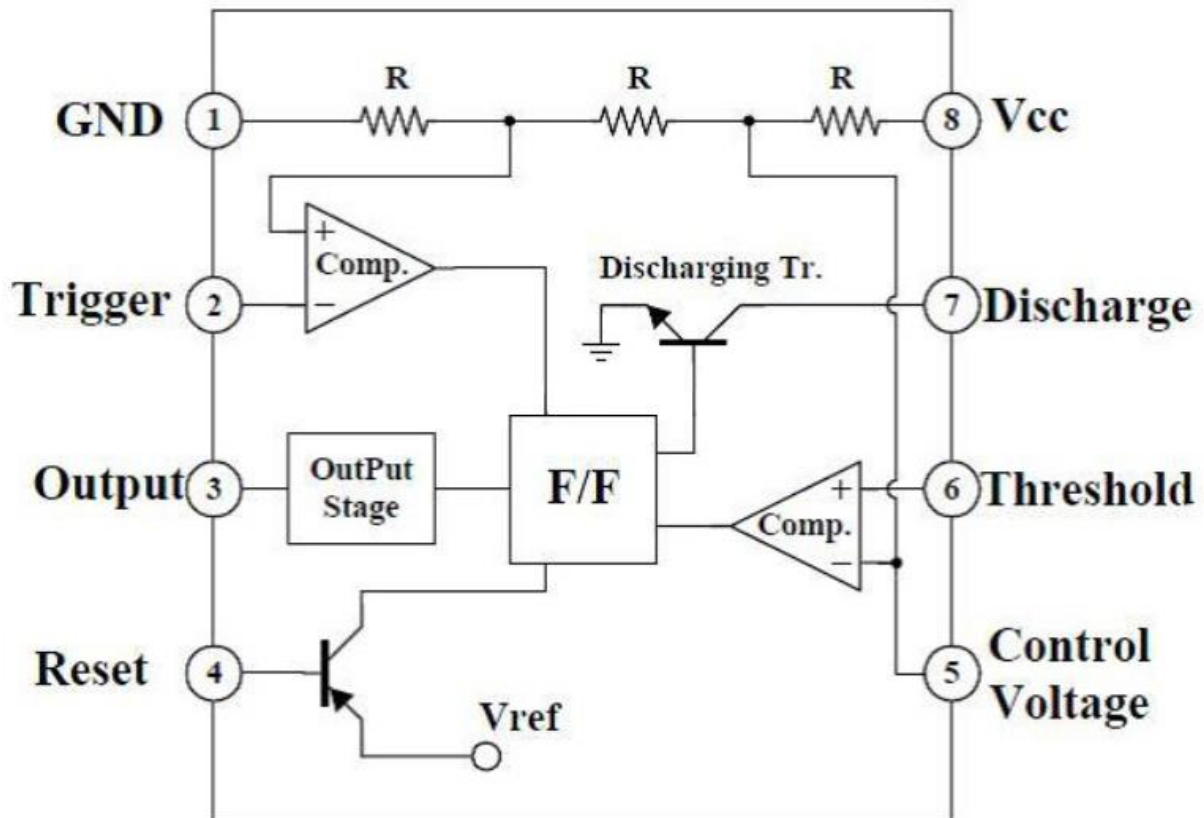 R
R
R
GND
1
8
Vcc
+
Comp.
−
Discharging Tr.
Trigger
2
7
Discharge
Output
3
OutPut
Stage
F/F
+
Comp.
−
6
Threshold
Reset
4
Vref
5
Control
Voltage